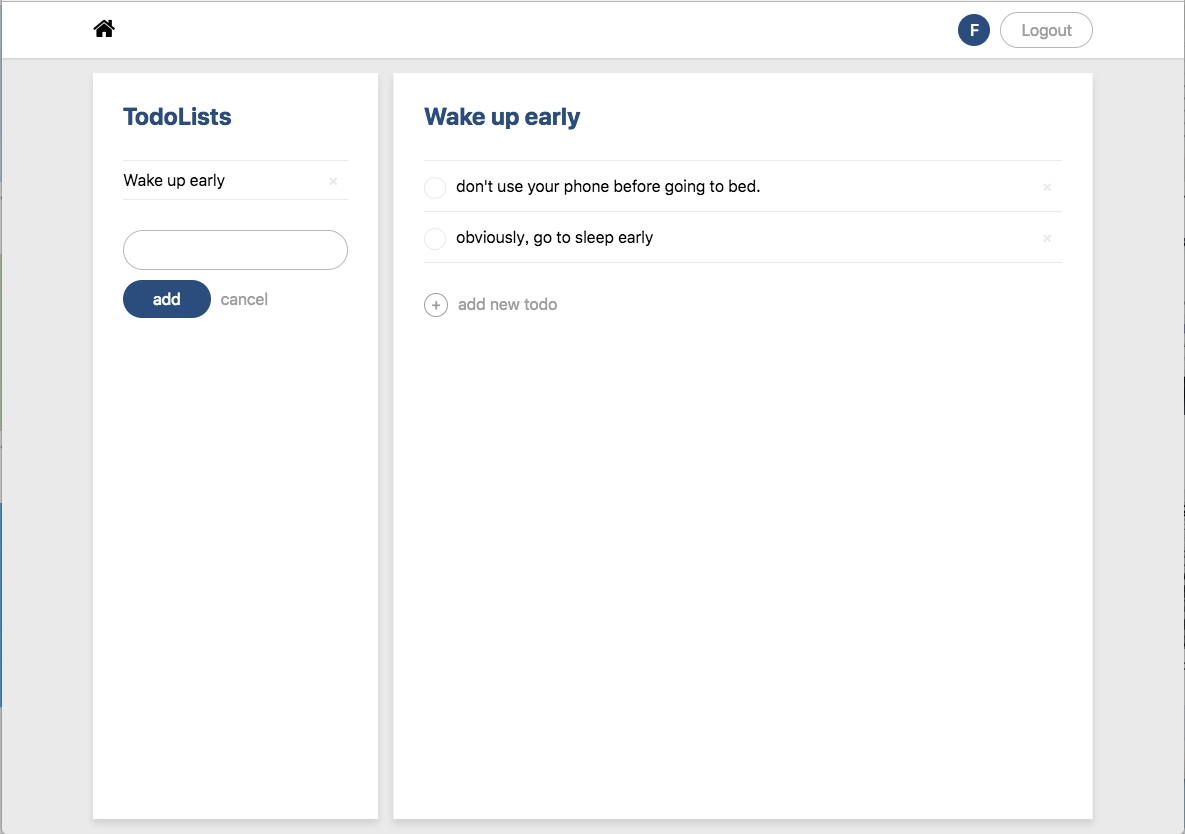 F
Logout
TodoLists
Wake up early
add
cancel
Wake up early
don't use your phone before going to bed.
obviously, go to sleep early
add new todo